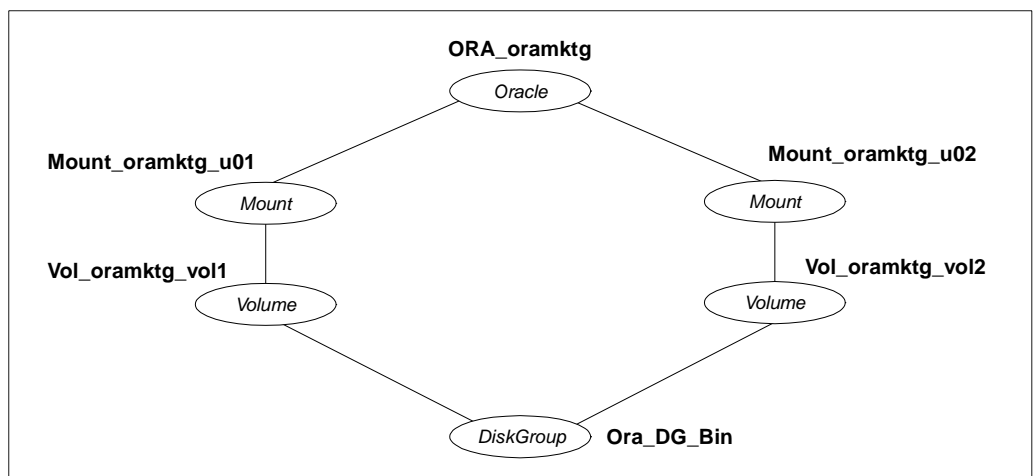 ORA_oramktg
Oracle
Mount_oramktg_u01
Mount_oramktg_u02
Mount
Mount
Vol_oramktg_vol1
Vol_oramktg_vol2
Volume
Volume
DiskGroup
Ora_DG_Bin